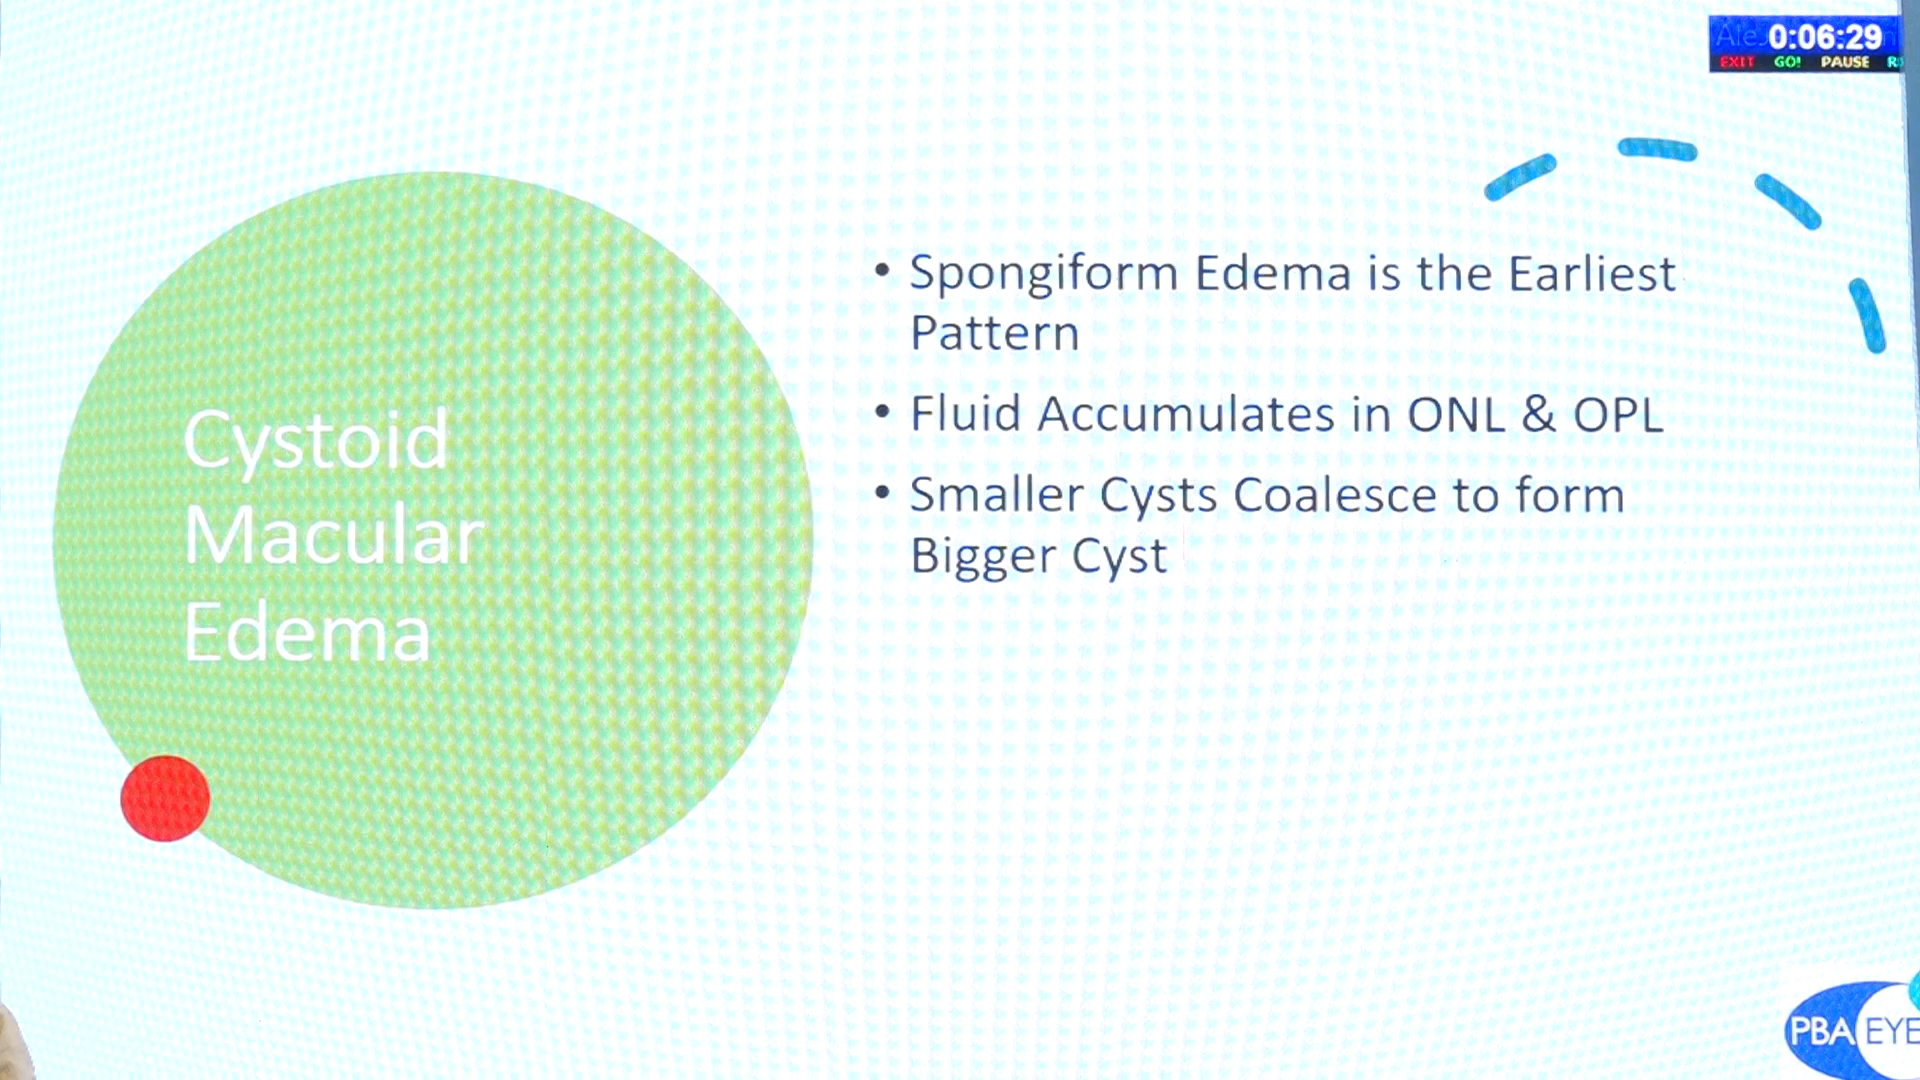 0:06:29
EXIT GO! PAUSE
Cystoid
Macular
Edema
• Spongiform Edema is the Earliest
Pattern
• Fluid Accumulates in ONL & OPL
• Smaller Cysts Coalesce to form
Bigger Cyst
PBA EYE